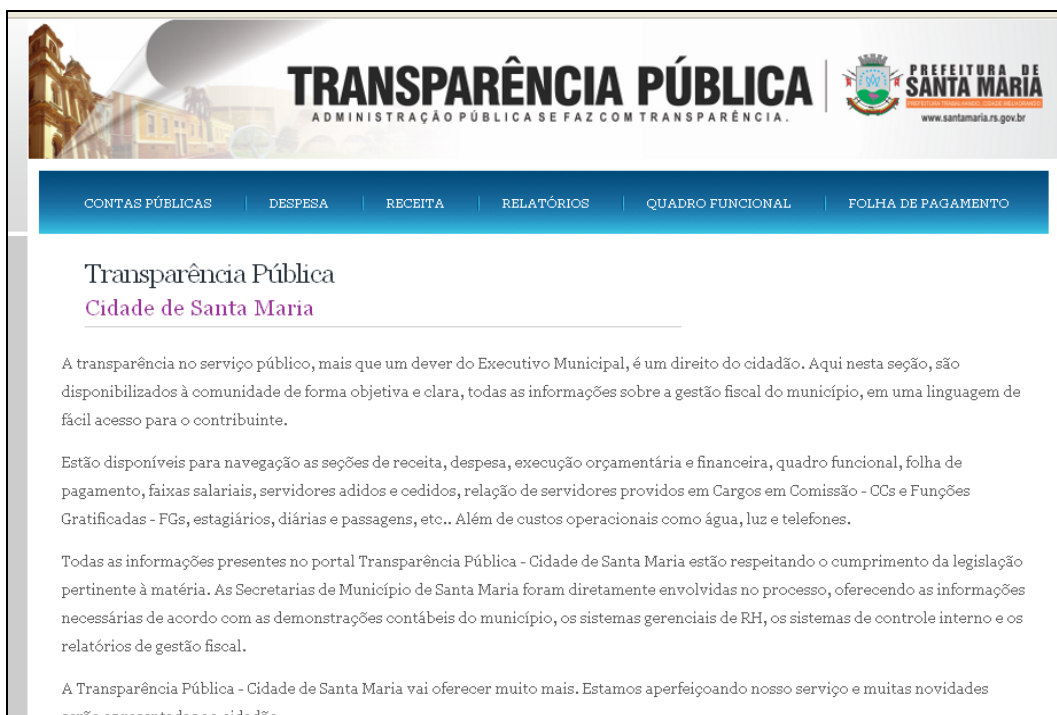 TRANSPARÊNCIA PÚBLICA
ADMINISTRAÇÃO PÚBLICA SE FAZ COM TRANSPARÊNCIA.
PREFEITURA DE
SANTA MARIA
PREFEITURA TRABALHANDO, CIDADE MELHORANDO
www.santamaria.rs.gov.br
CONTAS PÚBLICAS DESPESA RECEITA RELATÓRIOS QUADRO FUNCIONAL FOLHA DE PAGAMENTO
Transparência Pública
Cidade de Santa Maria
A transparência no serviço público, mais que um dever do Executivo Municipal, é um direito do cidadão. Aqui nesta seção, são
disponibilizados à comunidade de forma objetiva e clara, todas as informações sobre a gestão fiscal do município, em uma linguagem de
fácil acesso para o contribuinte.
Estão disponíveis para navegação as seções de receita, despesa, execução orçamentária e financeira, quadro funcional, folha de
pagamento, faixas salariais, servidores adidos e cedidos, relação de servidores providos em Cargos em Comissão - CCs e Funções
Gratificadas - FGs, estagiários, diárias e passagens, etc.. Além de custos operacionais como água, luz e telefones.
Todas as informações presentes no portal Transparência Pública - Cidade de Santa Maria estão respeitando o cumprimento da legislação
pertinente à matéria. As Secretarias de Município de Santa Maria foram diretamente envolvidas no processo, oferecendo as informações
necessárias de acordo com as demonstrações contábeis do município, os sistemas gerenciais de RH, os sistemas de controle interno e os
relatórios de gestão fiscal.
A Transparência Pública - Cidade de Santa Maria vai oferecer muito mais. Estamos aperfeiçoando nosso serviço e muitas novidades